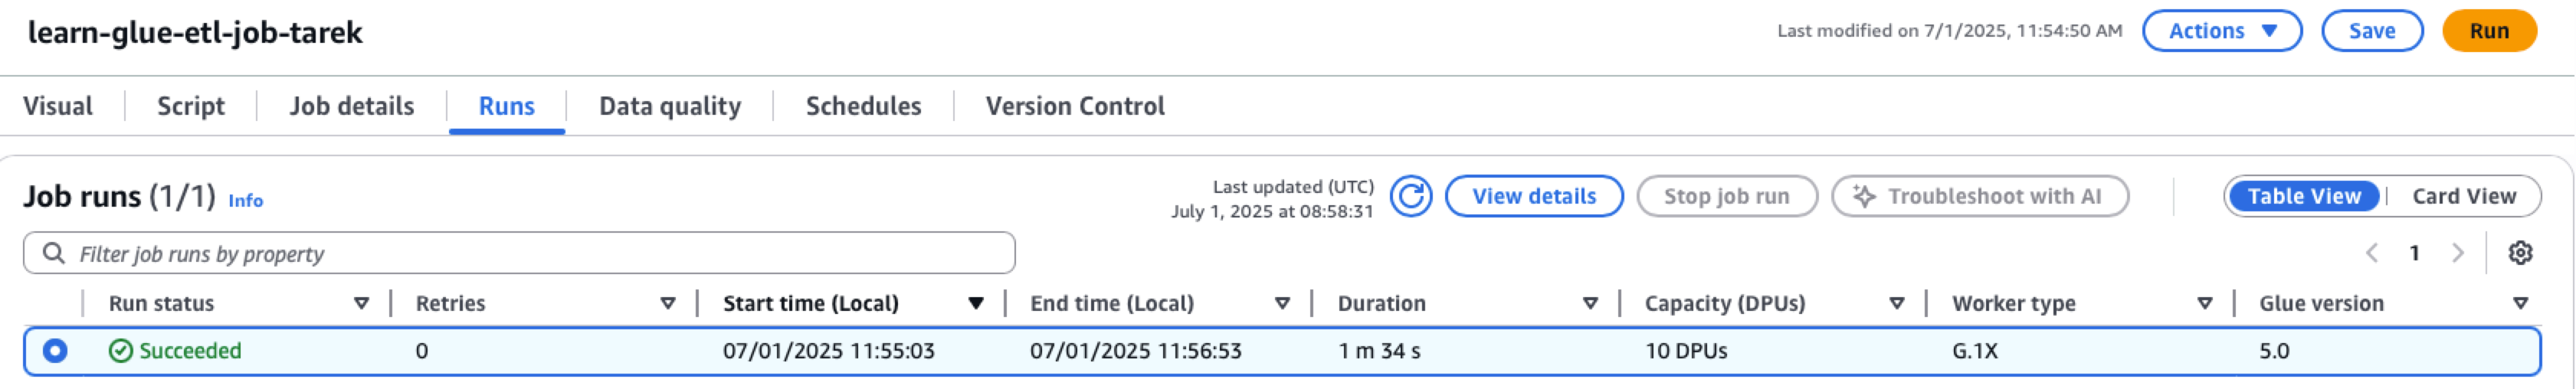 learn-glue-etl-job-tarek
Last modified on 7/1/2025, 11:54:50 AM
Actions
Save
Run
Visual
Script
Job details
Runs
Data quality
Schedules
Version Control
Job runs (1/1) Info
Last updated (UTC)
July 1, 2025 at 08:58:31
View details
Stop job run
Troubleshoot with AI
Table View
Card View
Filter job runs by property
1
Run status Retries Start time (Local) End time (Local) Duration Capacity (DPUs) Worker type Glue version
Succeeded 0 07/01/2025 11:55:03 07/01/2025 11:56:53 1 m 34 s 10 DPUs G.1X 5.0